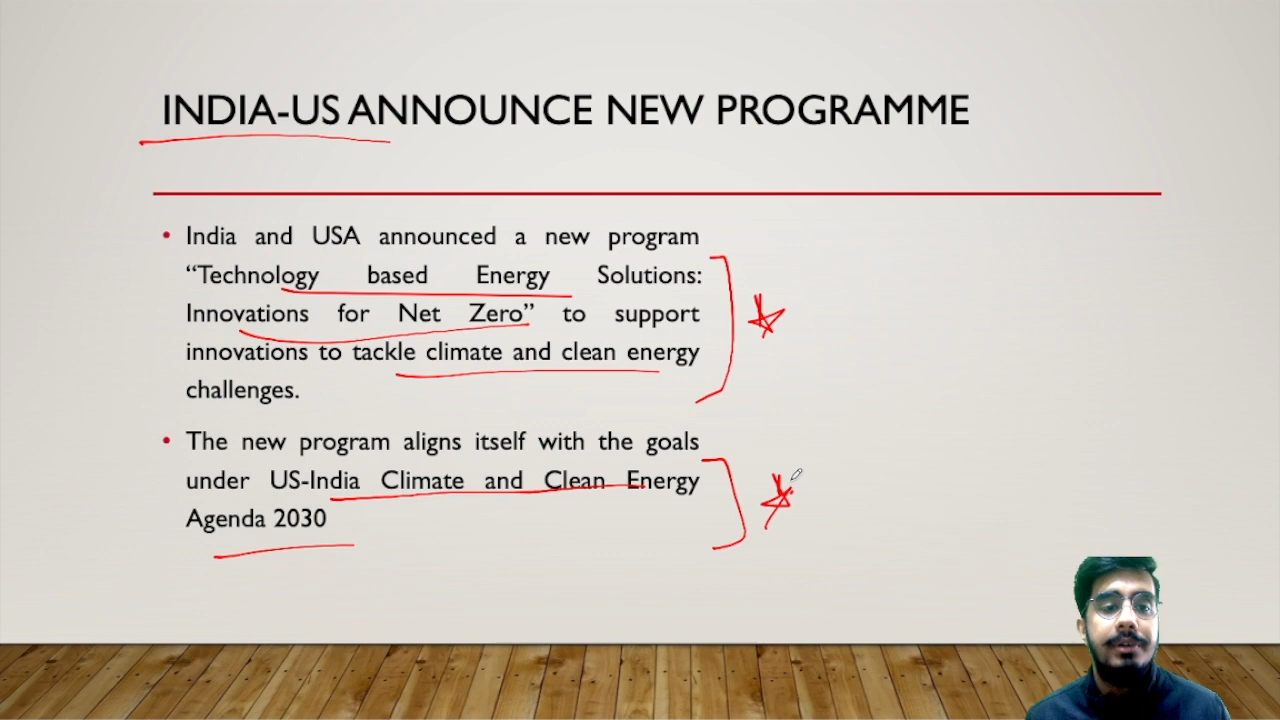 INDIA-US ANNOUNCE NEW PROGRAMME
• India and USA announced a new program
“Technology based Energy Solutions:
Innovations for Net Zero” to support
innovations to tackle climate and clean energy
challenges.
• The new program aligns itself with the goals
under US-India Climate and Clean Energy
Agenda 2030